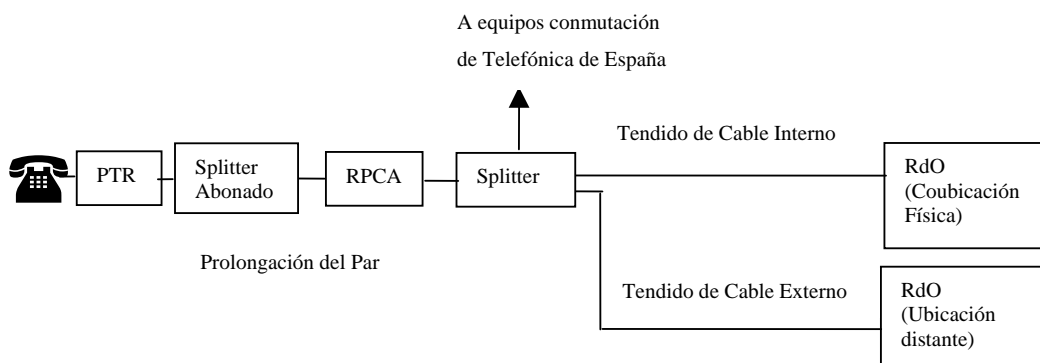 A equipos conmutación
de Telefónica de España
Tendido de Cable Interno
PTR
Splitter
Abonado
RPCA
Splitter
RdO
(Coubicación
Física)
Prolongación del Par
Tendido de Cable Externo
RdO
(Ubicación
distante)